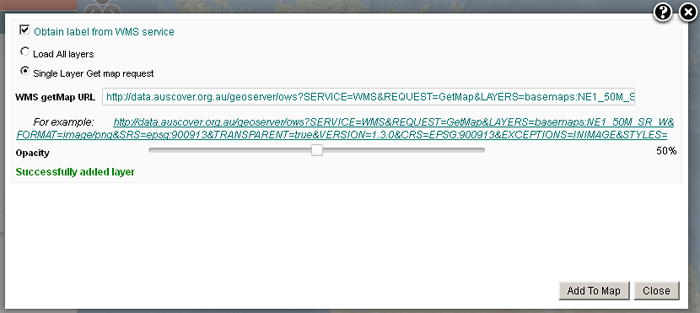 Singapore
Obtain label from WMS service
Load All layers
Single Layer Get map request
WMS getMap URL http://data.auscover.org.au/geoserver/ows?SERVICE=WMS&REQUEST=GetMap&LAYERS=basemaps:NE1_50M_S
For example: http://data.auscover.org.au/geoserver/ows?SERVICE=WMS&REQUEST=GetMap&LAYERS=basemaps:NE1_50M_SR_W&
FORMAT=image/png&SRS=epsg:900913&TRANSPARENT=true&VERSION=1.3.0&CRS=EPSG:900913&EXCEPTIONS=INIMAGE&STYLES=
Opacity 50%
Successfully added layer
Add To Map Close